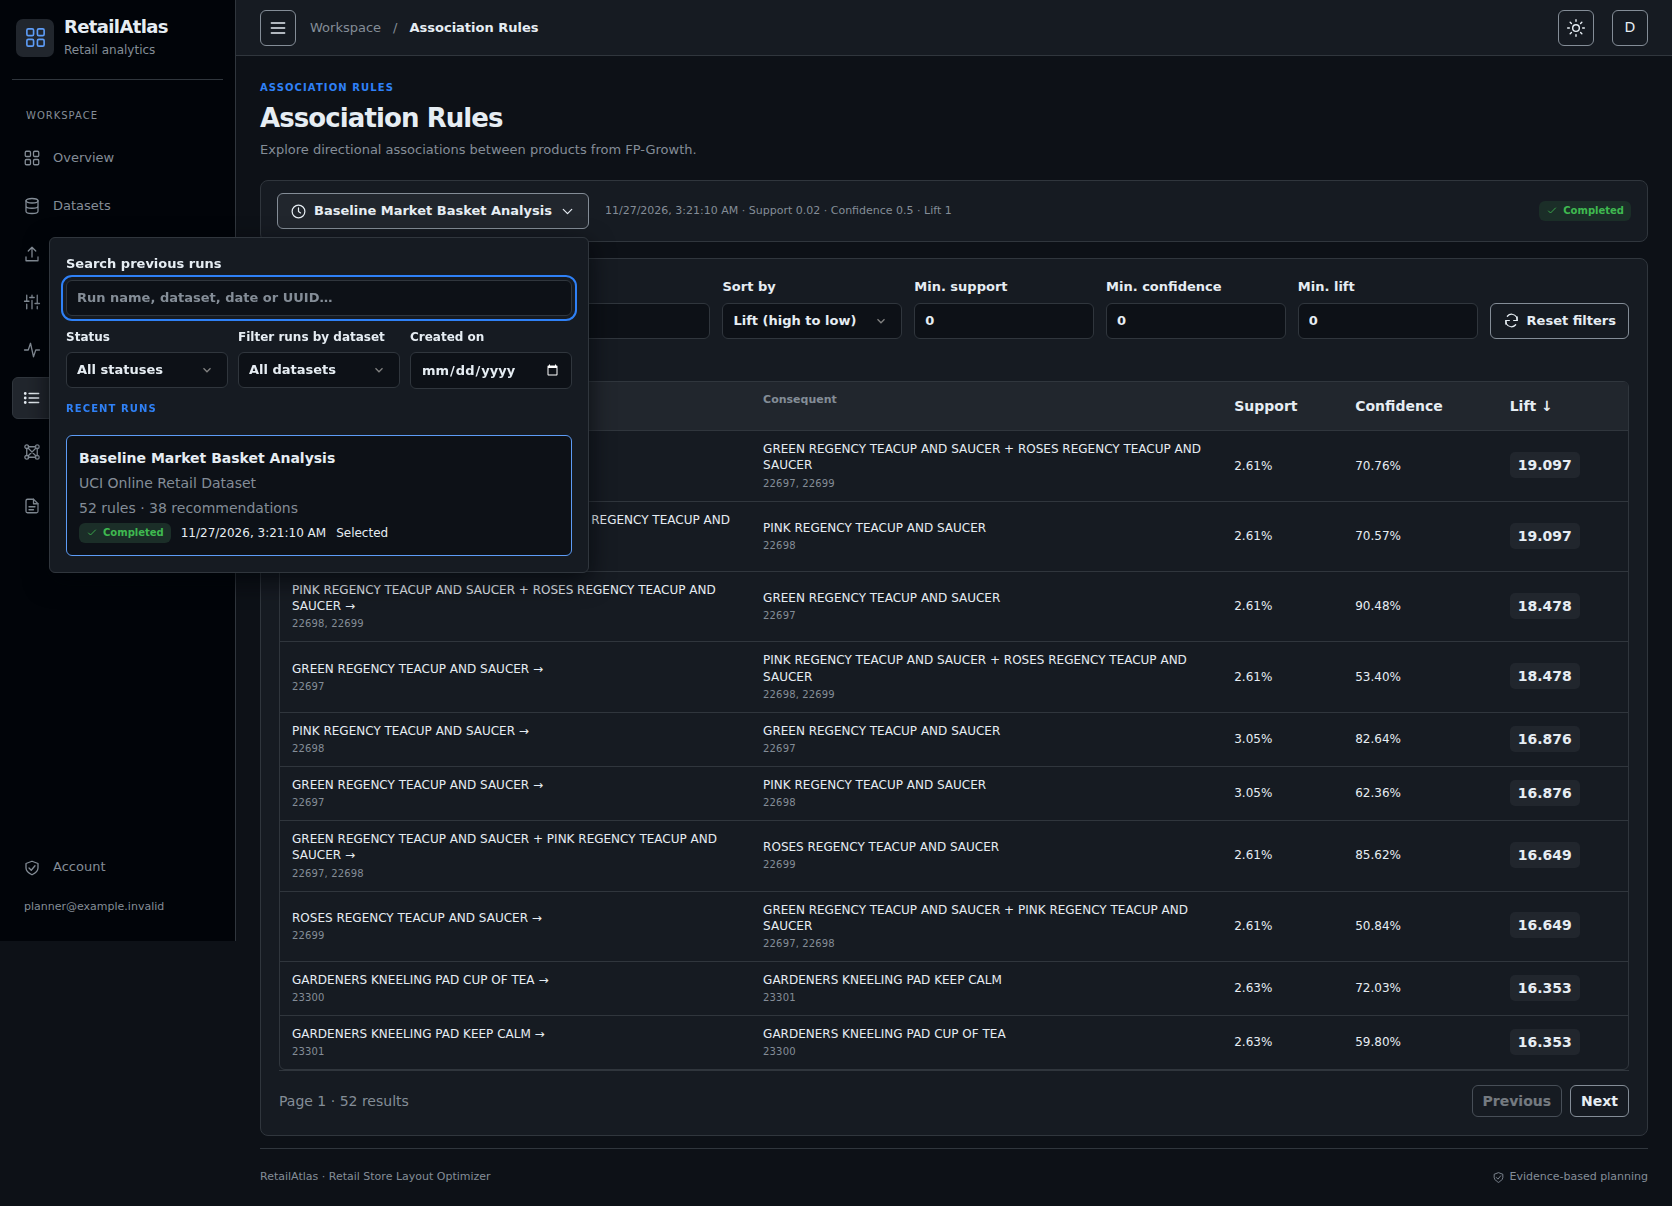 RetailAtlas
Retail analytics
WORKSPACE
Overview
Datasets
Account
planner@example.invalid
Workspace / Association Rules
D
ASSOCIATION RULES
Association Rules
Explore directional associations between products from FP-Growth.
Baseline Market Basket Analysis
11/27/2026, 3:21:10 AM · Support 0.02 · Confidence 0.5 · Lift 1
Completed
Search previous runs
Run name, dataset, date or UUID…
Status
Filter runs by dataset
Created on
All statuses
All datasets
mm/dd/yyyy
RECENT RUNS
Baseline Market Basket Analysis
UCI Online Retail Dataset
52 rules · 38 recommendations
Completed
11/27/2026, 3:21:10 AM
Selected
Sort by
Min. support
Min. confidence
Min. lift
Lift (high to low)
0
0
0
Reset filters
Consequent
Support
Confidence
Lift ↓
GREEN REGENCY TEACUP AND SAUCER + ROSES REGENCY TEACUP AND
SAUCER
22697, 22699
2.61%
70.76%
19.097
REGENCY TEACUP AND
PINK REGENCY TEACUP AND SAUCER
22698
2.61%
70.57%
19.097
PINK REGENCY TEACUP AND SAUCER + ROSES REGENCY TEACUP AND
SAUCER →
22698, 22699
GREEN REGENCY TEACUP AND SAUCER
22697
2.61%
90.48%
18.478
GREEN REGENCY TEACUP AND SAUCER →
22697
PINK REGENCY TEACUP AND SAUCER + ROSES REGENCY TEACUP AND
SAUCER
22698, 22699
2.61%
53.40%
18.478
PINK REGENCY TEACUP AND SAUCER →
22698
GREEN REGENCY TEACUP AND SAUCER
22697
3.05%
82.64%
16.876
GREEN REGENCY TEACUP AND SAUCER →
22697
PINK REGENCY TEACUP AND SAUCER
22698
3.05%
62.36%
16.876
GREEN REGENCY TEACUP AND SAUCER + PINK REGENCY TEACUP AND
SAUCER →
22697, 22698
ROSES REGENCY TEACUP AND SAUCER
22699
2.61%
85.62%
16.649
ROSES REGENCY TEACUP AND SAUCER →
22699
GREEN REGENCY TEACUP AND SAUCER + PINK REGENCY TEACUP AND
SAUCER
22697, 22698
2.61%
50.84%
16.649
GARDENERS KNEELING PAD CUP OF TEA →
23300
GARDENERS KNEELING PAD KEEP CALM
23301
2.63%
72.03%
16.353
GARDENERS KNEELING PAD KEEP CALM →
23301
GARDENERS KNEELING PAD CUP OF TEA
23300
2.63%
59.80%
16.353
Page 1 · 52 results
Previous
Next
RetailAtlas · Retail Store Layout Optimizer
Evidence-based planning